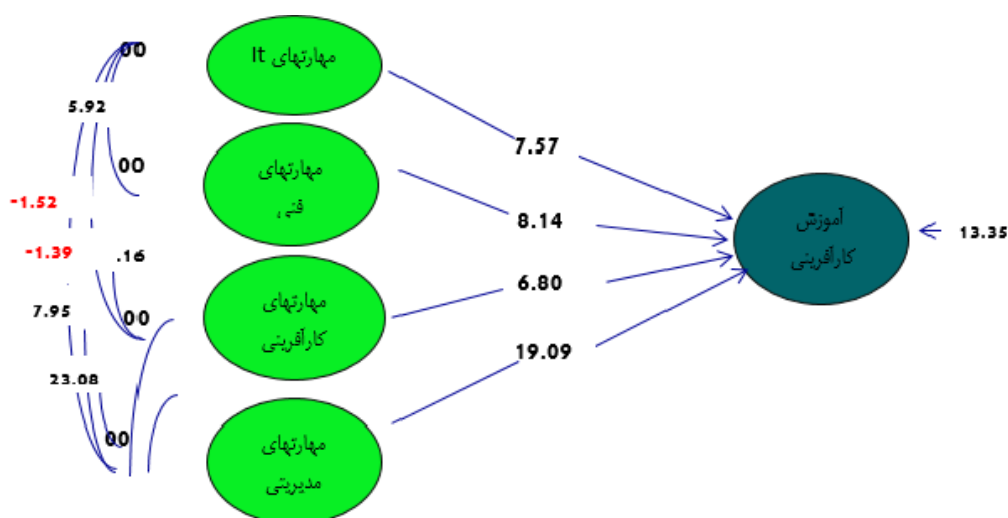 00
مهارتهای It
5.92
7.57
00
مهارتهای
فنی
-1.52
8.14
آموزش
کارآفرینی
13.35
-1.39
.16
7.95
00
مهارتهای
کارآفرینی
6.80
23.08
19.09
00
مهارتهای
مدیریتی